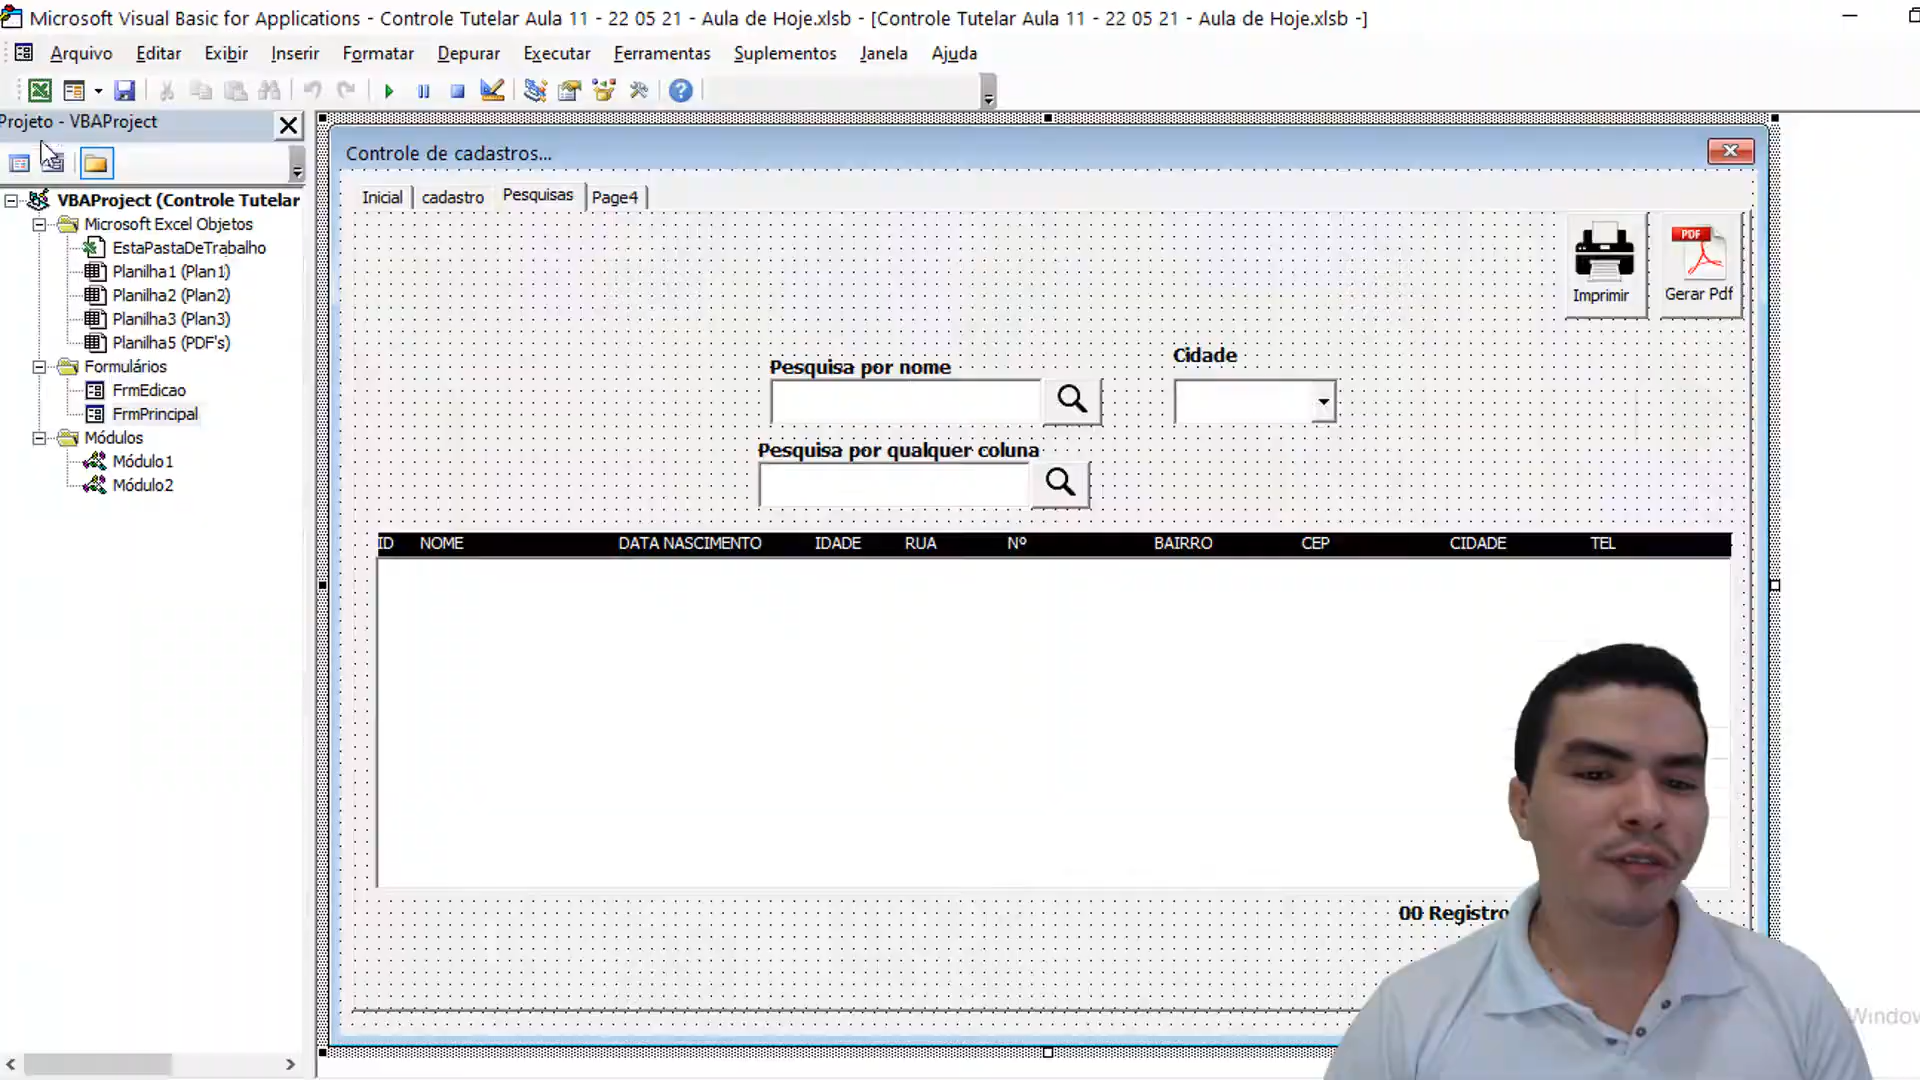 Microsoft Visual Basic for Applications - Controle Tutelar Aula 11 - 22 05 21 - Aula de Hoje.xlsb - [Controle Tutelar Aula 11 - 22 05 21 - Aula de Hoje.xlsb -]
Arquivo Editar Exibir Inserir Formatar Depurar Executar Ferramentas Suplementos Janela Ajuda
Projeto - VBAProject
VBAProject (Controle Tutelar
Microsoft Excel Objetos
EstaPastaDeTrabalho
Planilha1 (Plan1)
Planilha2 (Plan2)
Planilha3 (Plan3)
Planilha5 (PDF's)
Formulários
FrmEdicao
FrmPrincipal
Módulos
Módulo1
Módulo2
Controle de cadastros...
Inicial cadastro Pesquisas Page4
PDF
Imprimir Gerar Pdf
Pesquisa por nome
Cidade
Pesquisa por qualquer coluna
ID NOME DATA NASCIMENTO IDADE RUA Nº BAIRRO CEP CIDADE TEL
00 Registro
Window